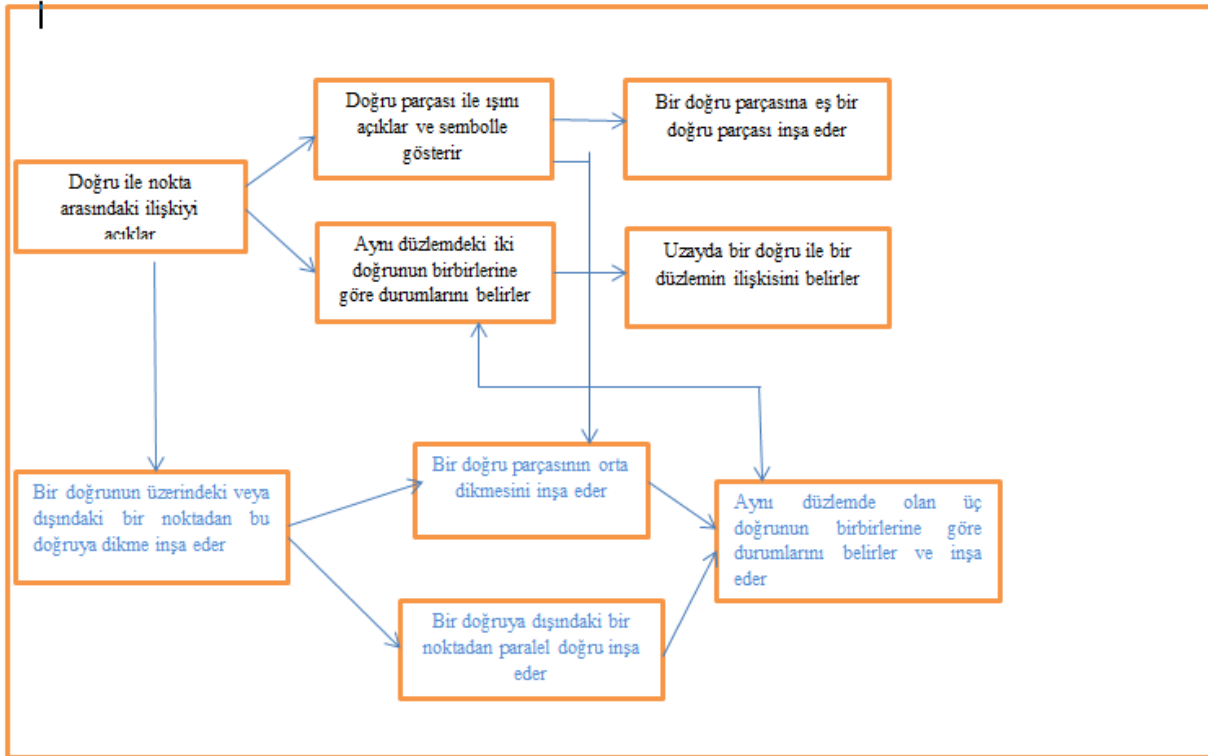 Doğru parçası ile ışını
açıklar ve sembolle
gösterir
Bir doğru parçasına eş bir
doğru parçası inşa eder
Doğru ile nokta
arasındaki ilişkiyi
açıklar
Aynı düzlemdeki iki
doğrunun birbirlerine
göre durumlarını belirler
Uzayda bir doğru ile bir
düzlemin ilişkisini belirler
Bir doğrunun üzerindeki veya
dışındaki bir noktadan bu
doğruya dikme inşa eder
Bir doğru parçasının orta
dikmesini inşa eder
Aynı düzlemde olan üç
doğrunun birbirlerine göre
durumlarını belirler ve inşa
eder
Bir doğruya dışındaki bir
noktadan paralel doğru inşa
eder